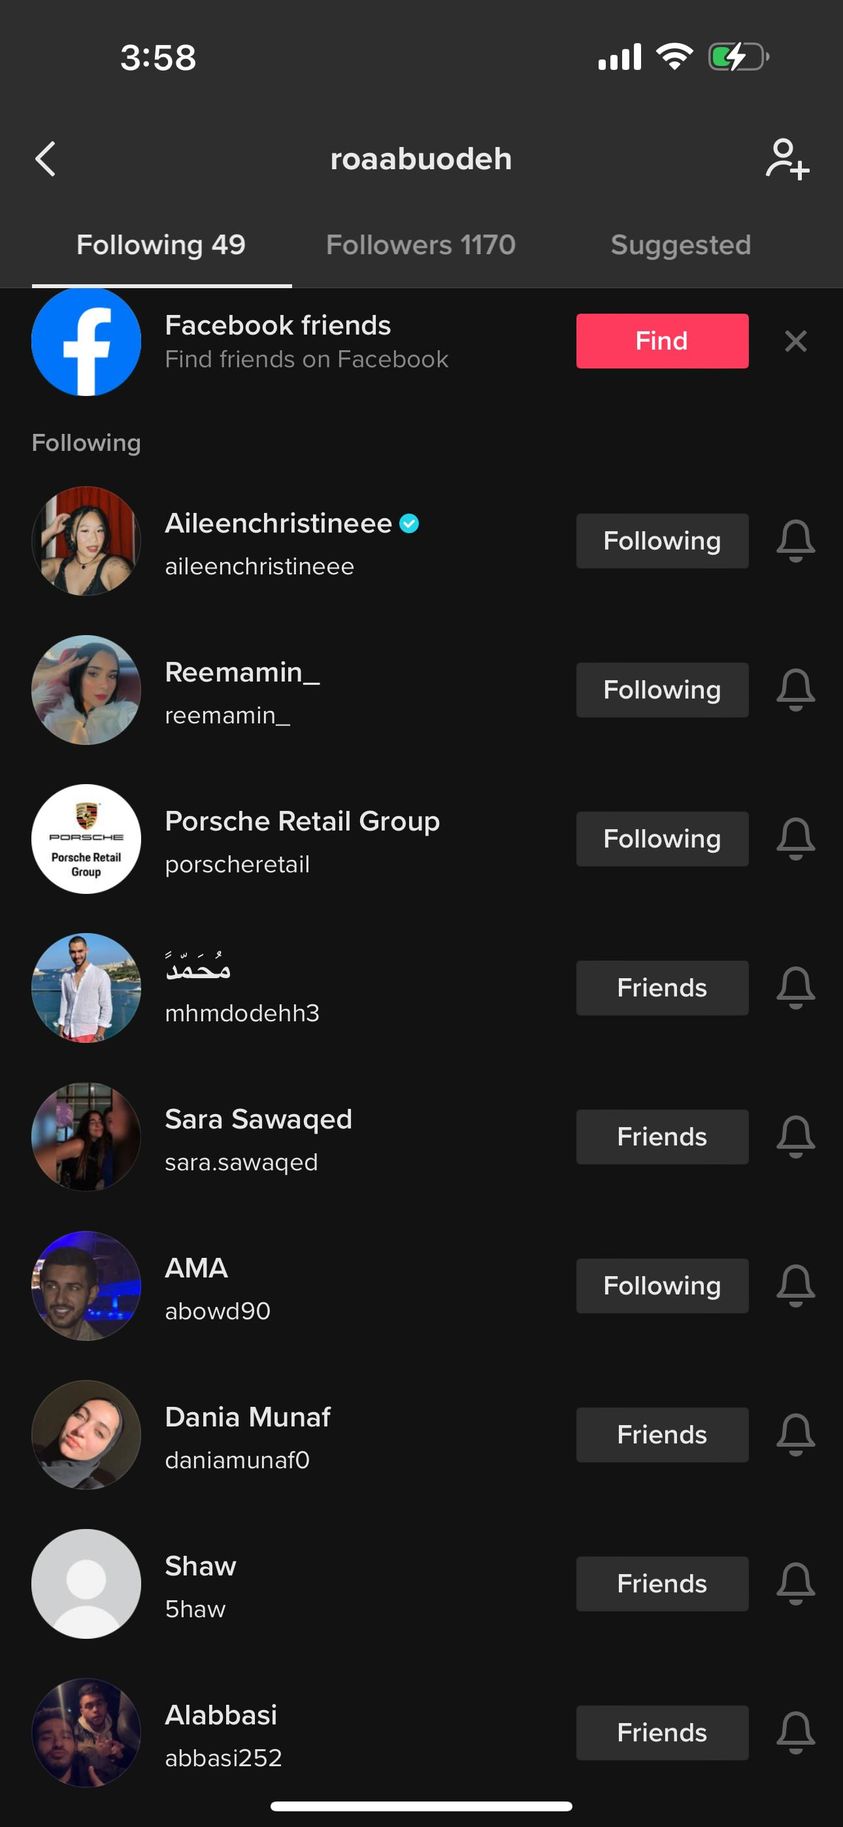 3:58
roaabuodeh
Following 49 Followers 1170 Suggested
Facebook friends
Find friends on Facebook
Find
Following
Aileenchristineee
aileenchristineee
Following
Reemamin_
reemamin_
Following
PORSCHE
Porsche Retail
Group
Porsche Retail Group
porscheretail
Following
مُحَمّدً
mhmdodehh3
Friends
Sara Sawaqed
sara.sawaqed
Friends
AMA
abowd90
Following
Dania Munaf
daniamunaf0
Friends
Shaw
5haw
Friends
Alabbasi
abbasi252
Friends